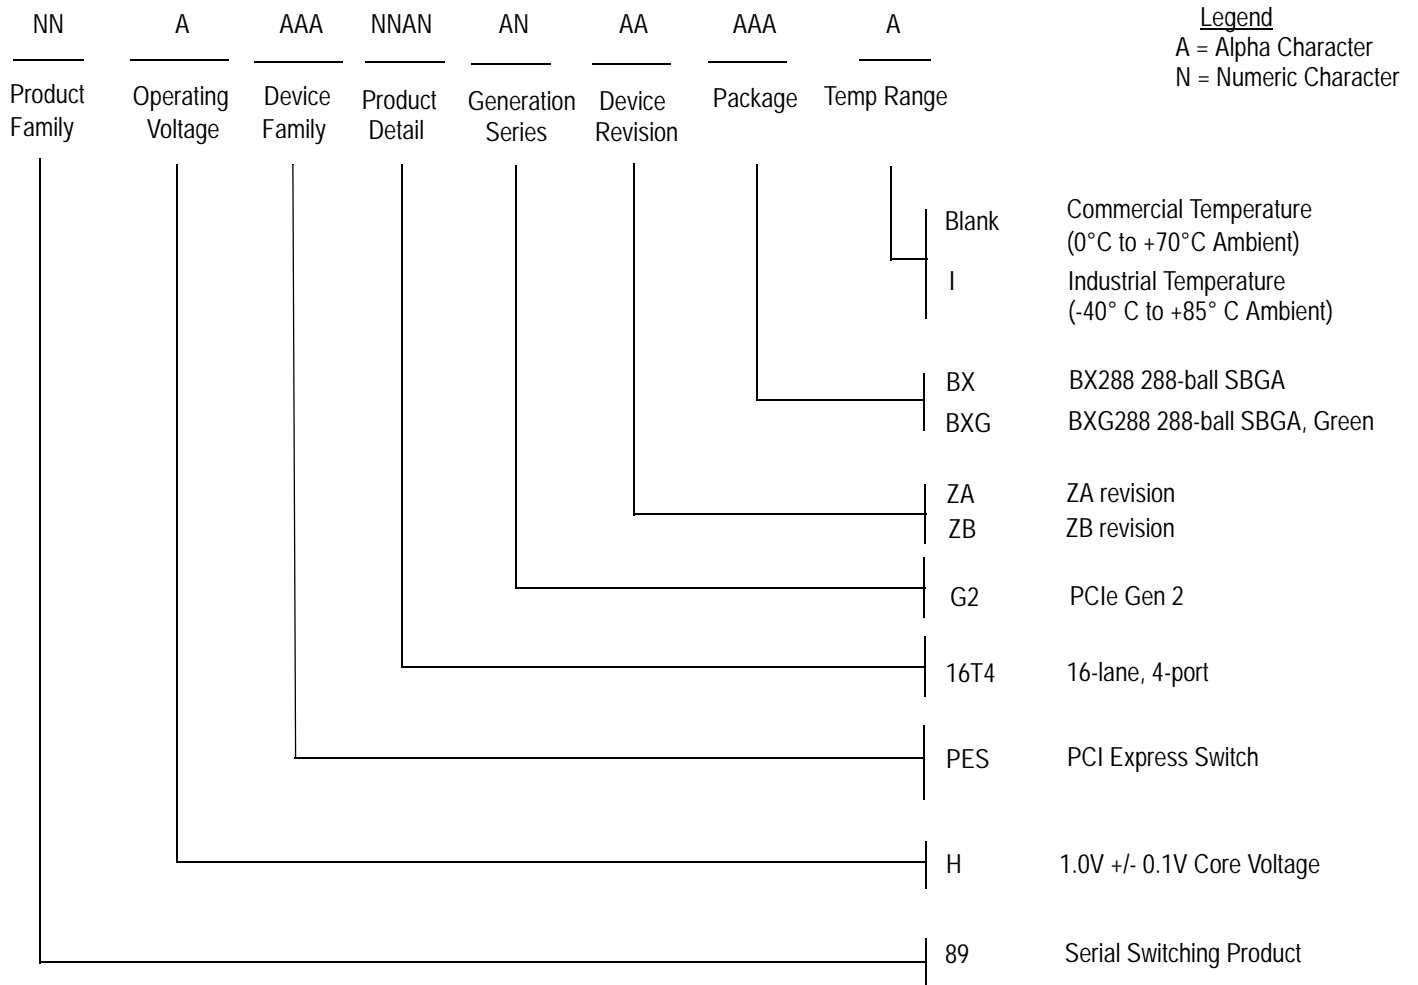 NN A AAA NNAN AN AA AAA A
Legend
A = Alpha Character
N = Numeric Character
Product Family
Operating Voltage
Device Family
Product Detail
Generation Series
Device Revision
Package
Temp Range
Blank Commercial Temperature
(0°C to +70°C Ambient)
I Industrial Temperature
(-40° C to +85° C Ambient)
BX BX288 288-ball SBGA
BXG BXG288 288-ball SBGA, Green
ZA ZA revision
ZB ZB revision
G2 PCIe Gen 2
16T4 16-lane, 4-port
PES PCI Express Switch
H 1.0V +/- 0.1V Core Voltage
89 Serial Switching Product